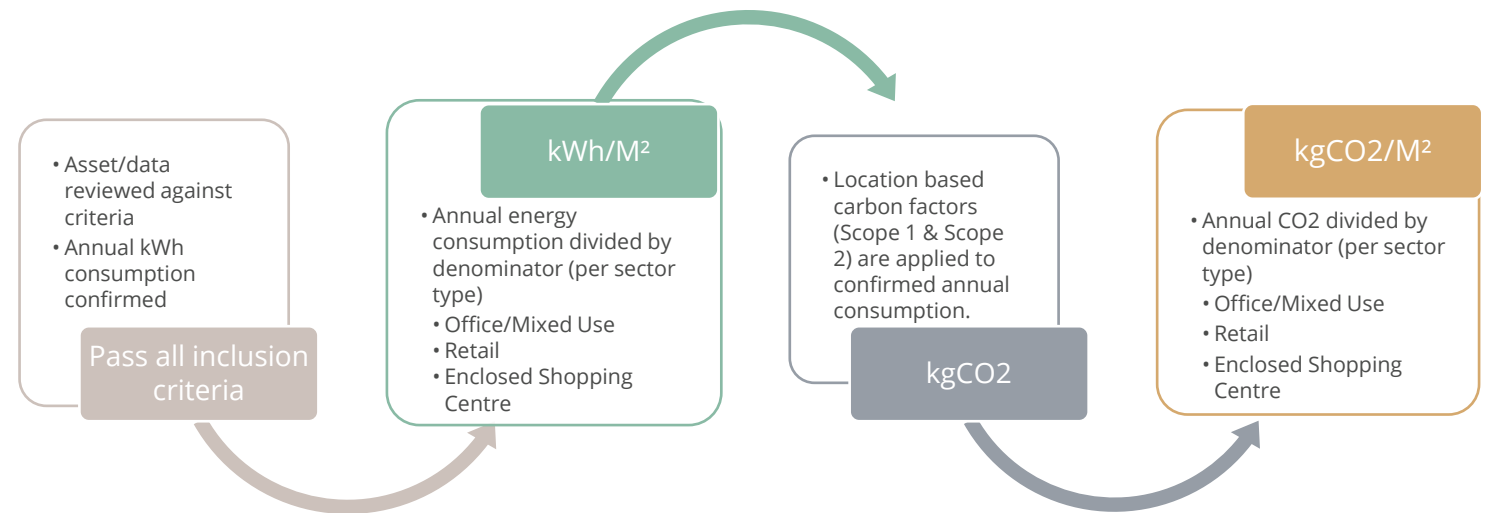 • Asset/data
reviewed against
criteria
• Annual kWh
consumption
confirmed
Pass all inclusion
criteria
kWh/M²
• Annual energy
consumption divided by
denominator (per sector
type)
• Office/Mixed Use
• Retail
• Enclosed Shopping
Centre
• Location based
carbon factors
(Scope 1 & Scope
2) are applied to
confirmed annual
consumption.
kgCO2
kgCO2/M²
• Annual CO2 divided by
denominator (per sector
type)
• Office/Mixed Use
• Retail
• Enclosed Shopping
Centre